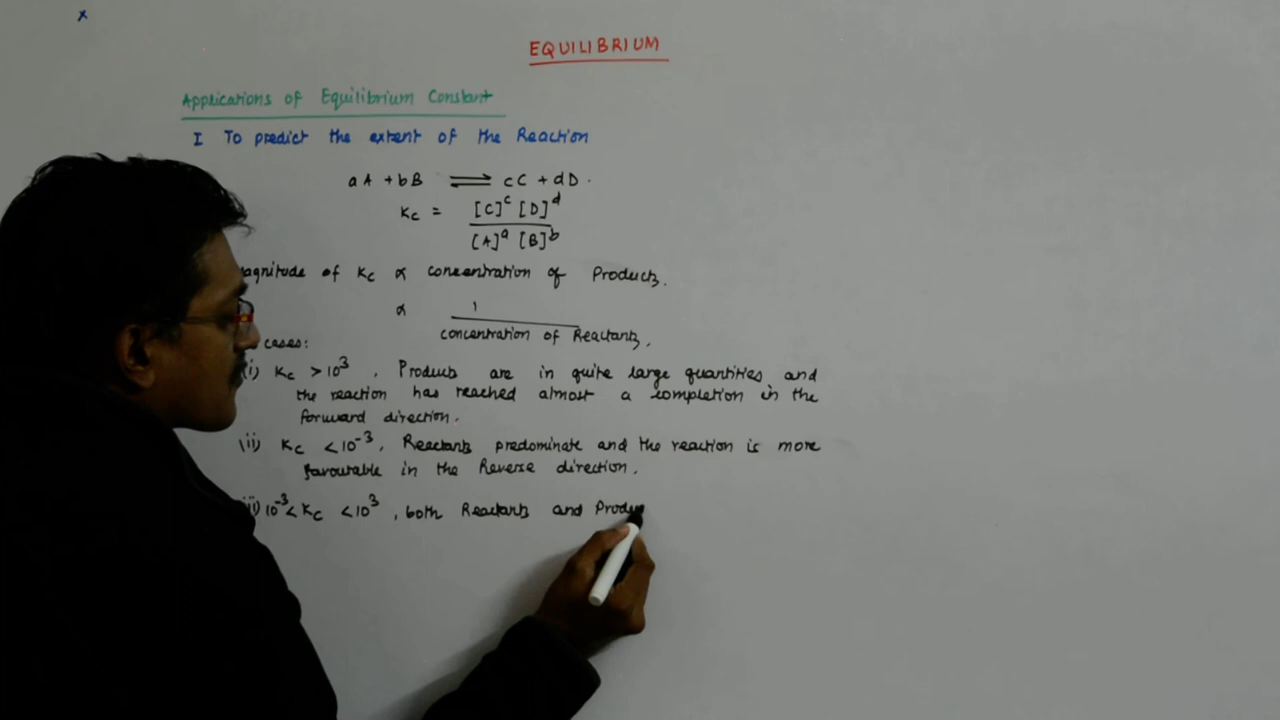 x
EQUILIBRIUM
Applications of Equilibrium Constant
I To predict the extent of the Reaction
aA + bB ⇌ cC + dD.
Kc = [C]^c [D]^d
[A]^a [B]^b
agnitude of Kc ∝ concentration of Products.
∝ 1
concentration of Reactants.
cases:
(i) Kc > 10^3, Products are in quite large quantities, and
the reaction has reached almost a completion in the
forward direction.
(ii) Kc < 10^-3, Reactants predominate and the reaction is more
favourable in the Reverse direction.
ii) 10^-3 < Kc < 10^3, both Reactants and Produ